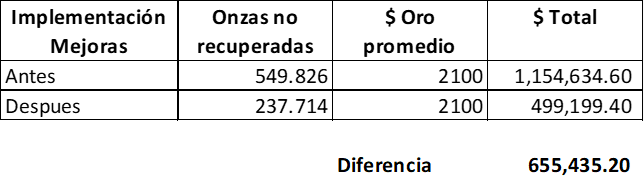 Implementación Mejoras Onzas no recuperadas $ Oro promedio $ Total
Antes 549.826 2100 1,154,634.60
Despues 237.714 2100 499,199.40
Diferencia 655,435.20